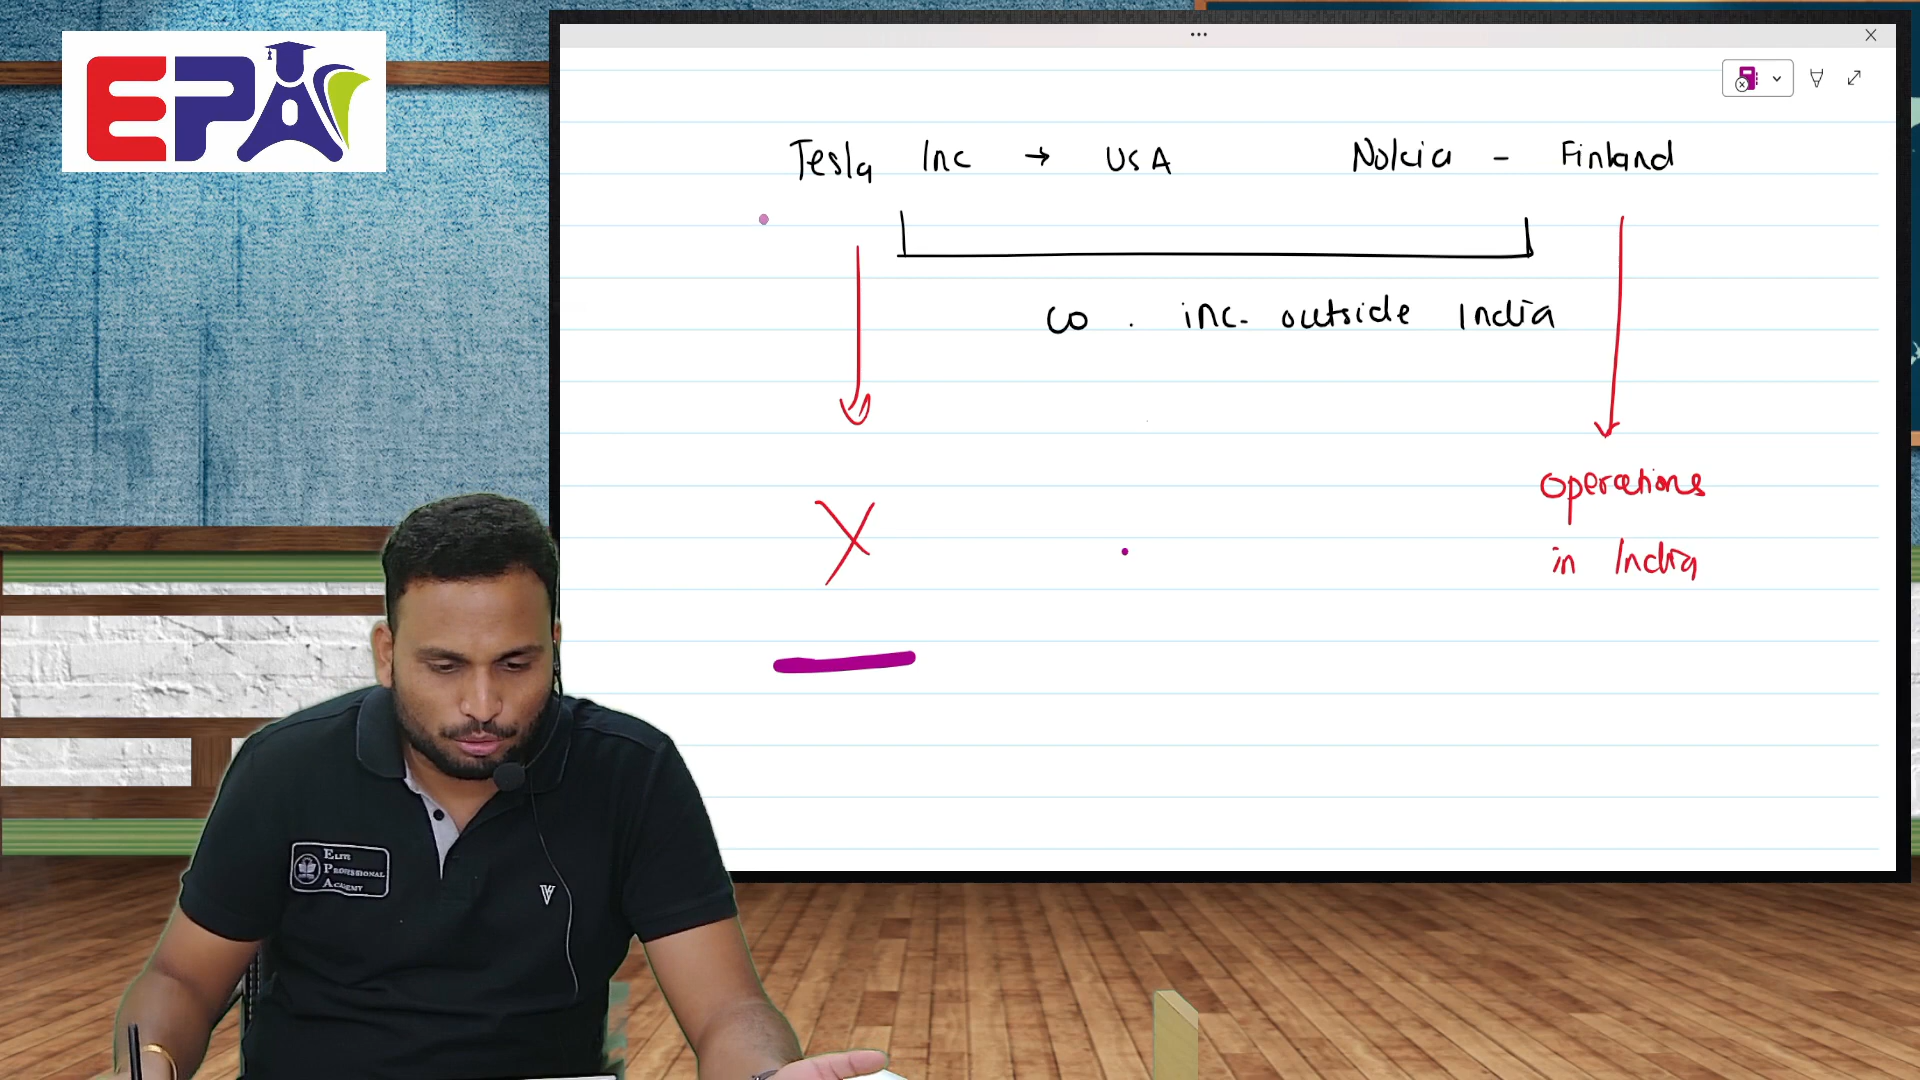 EPA
Tesla Inc → USA Nokia - Finland
co. inc. outside India
X
operations
in India
ELITE
PROFESSIONAL
ACADEMY